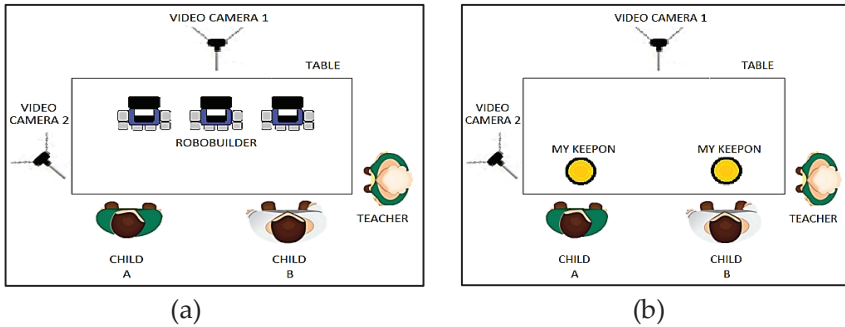 VIDEO CAMERA 1
TABLE
VIDEO
CAMERA 2
ROBOBUILDER
TEACHER
CHILD
A
CHILD
B
(a)
VIDEO CAMERA 1
TABLE
VIDEO
CAMERA 2
MY KEEPON
MY KEEPON
TEACHER
CHILD
A
CHILD
B
(b)